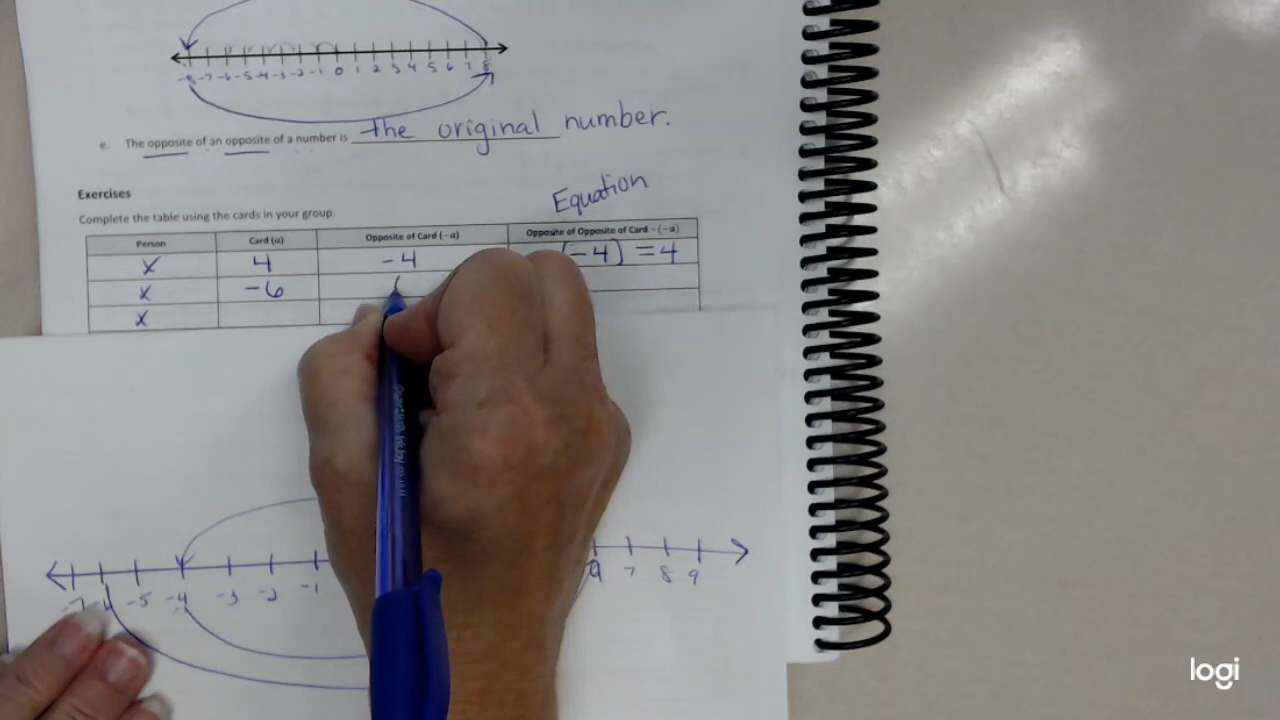 -8 -7 -6 -5 -4 -3 -2 -1 0 1 2 3 4 5 6 7 8
e. The opposite of an opposite of a number is the original number.
Exercises
Equation
Complete the table using the cards in your group.
Person Card (a) Opposite of Card (-a) Opposite of Opposite of Card -(-a)
x 4 -4 (-4) = 4
x -6
x
-7 -5 -4 -3 -2 -1 7 8 9
logi